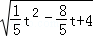 √(1/5 t² − 8/5 t+4)